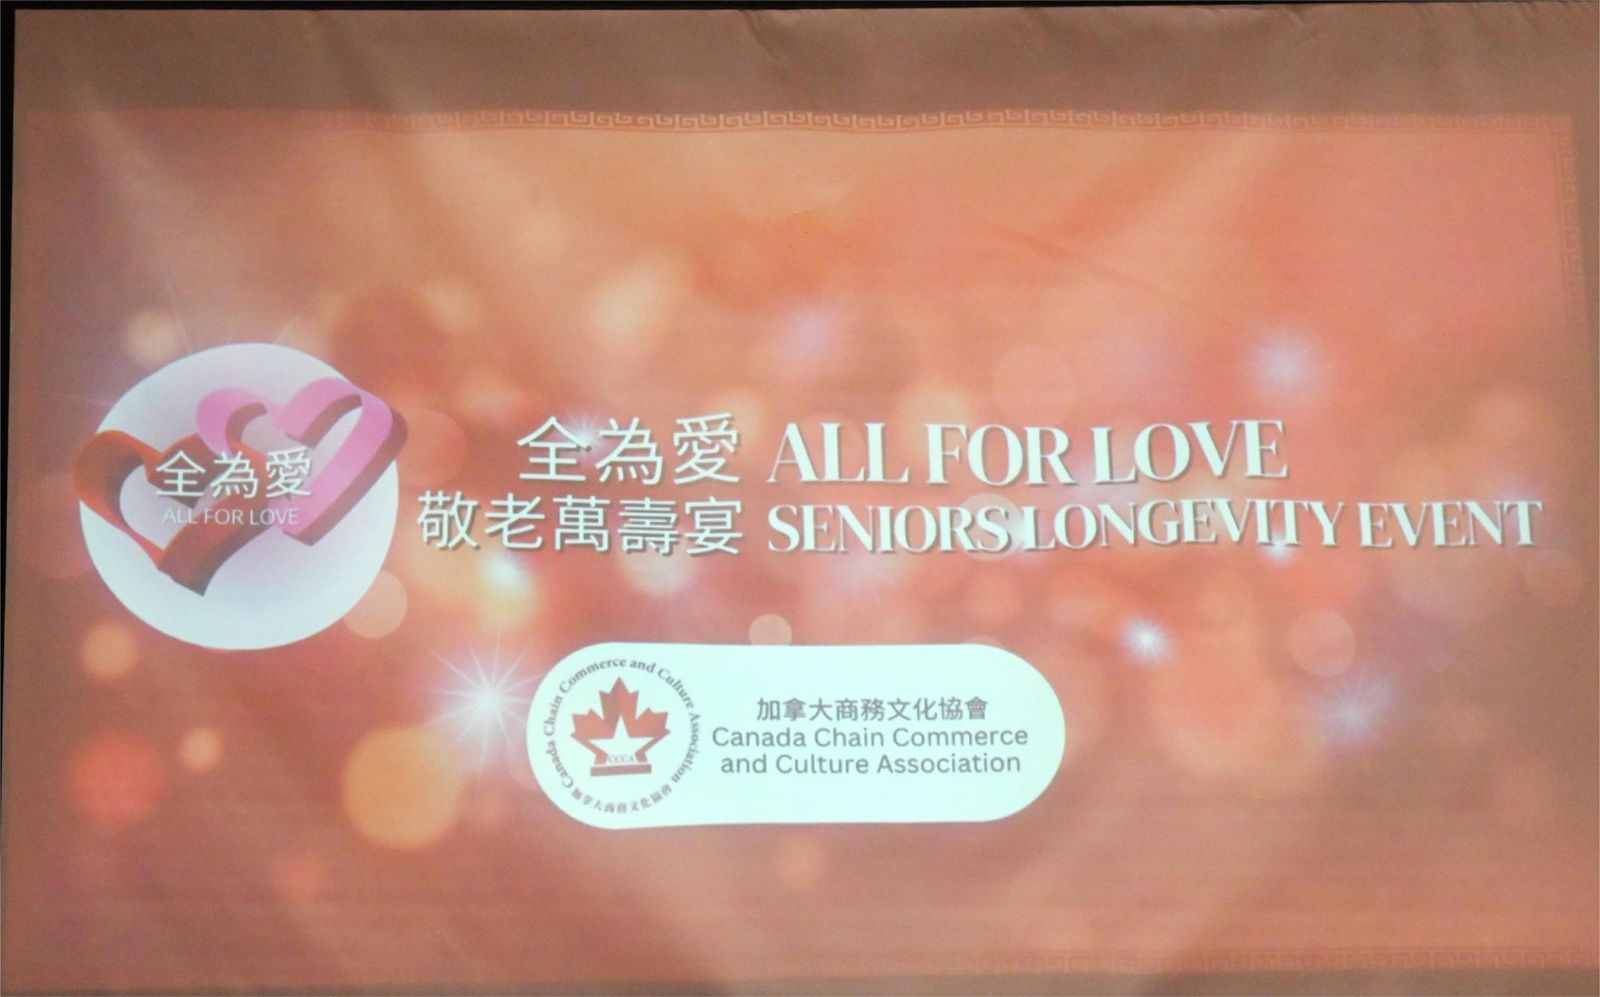 全為愛
ALL FOR LOVE
全為愛 ALL FOR LOVE
敬老萬壽宴 SENIORS LONGEVITY EVENT
Canada Chain Commerce and Culture Association
加拿大商務文化協會
CCCA
加拿大商務文化協會
Canada Chain Commerce
and Culture Association